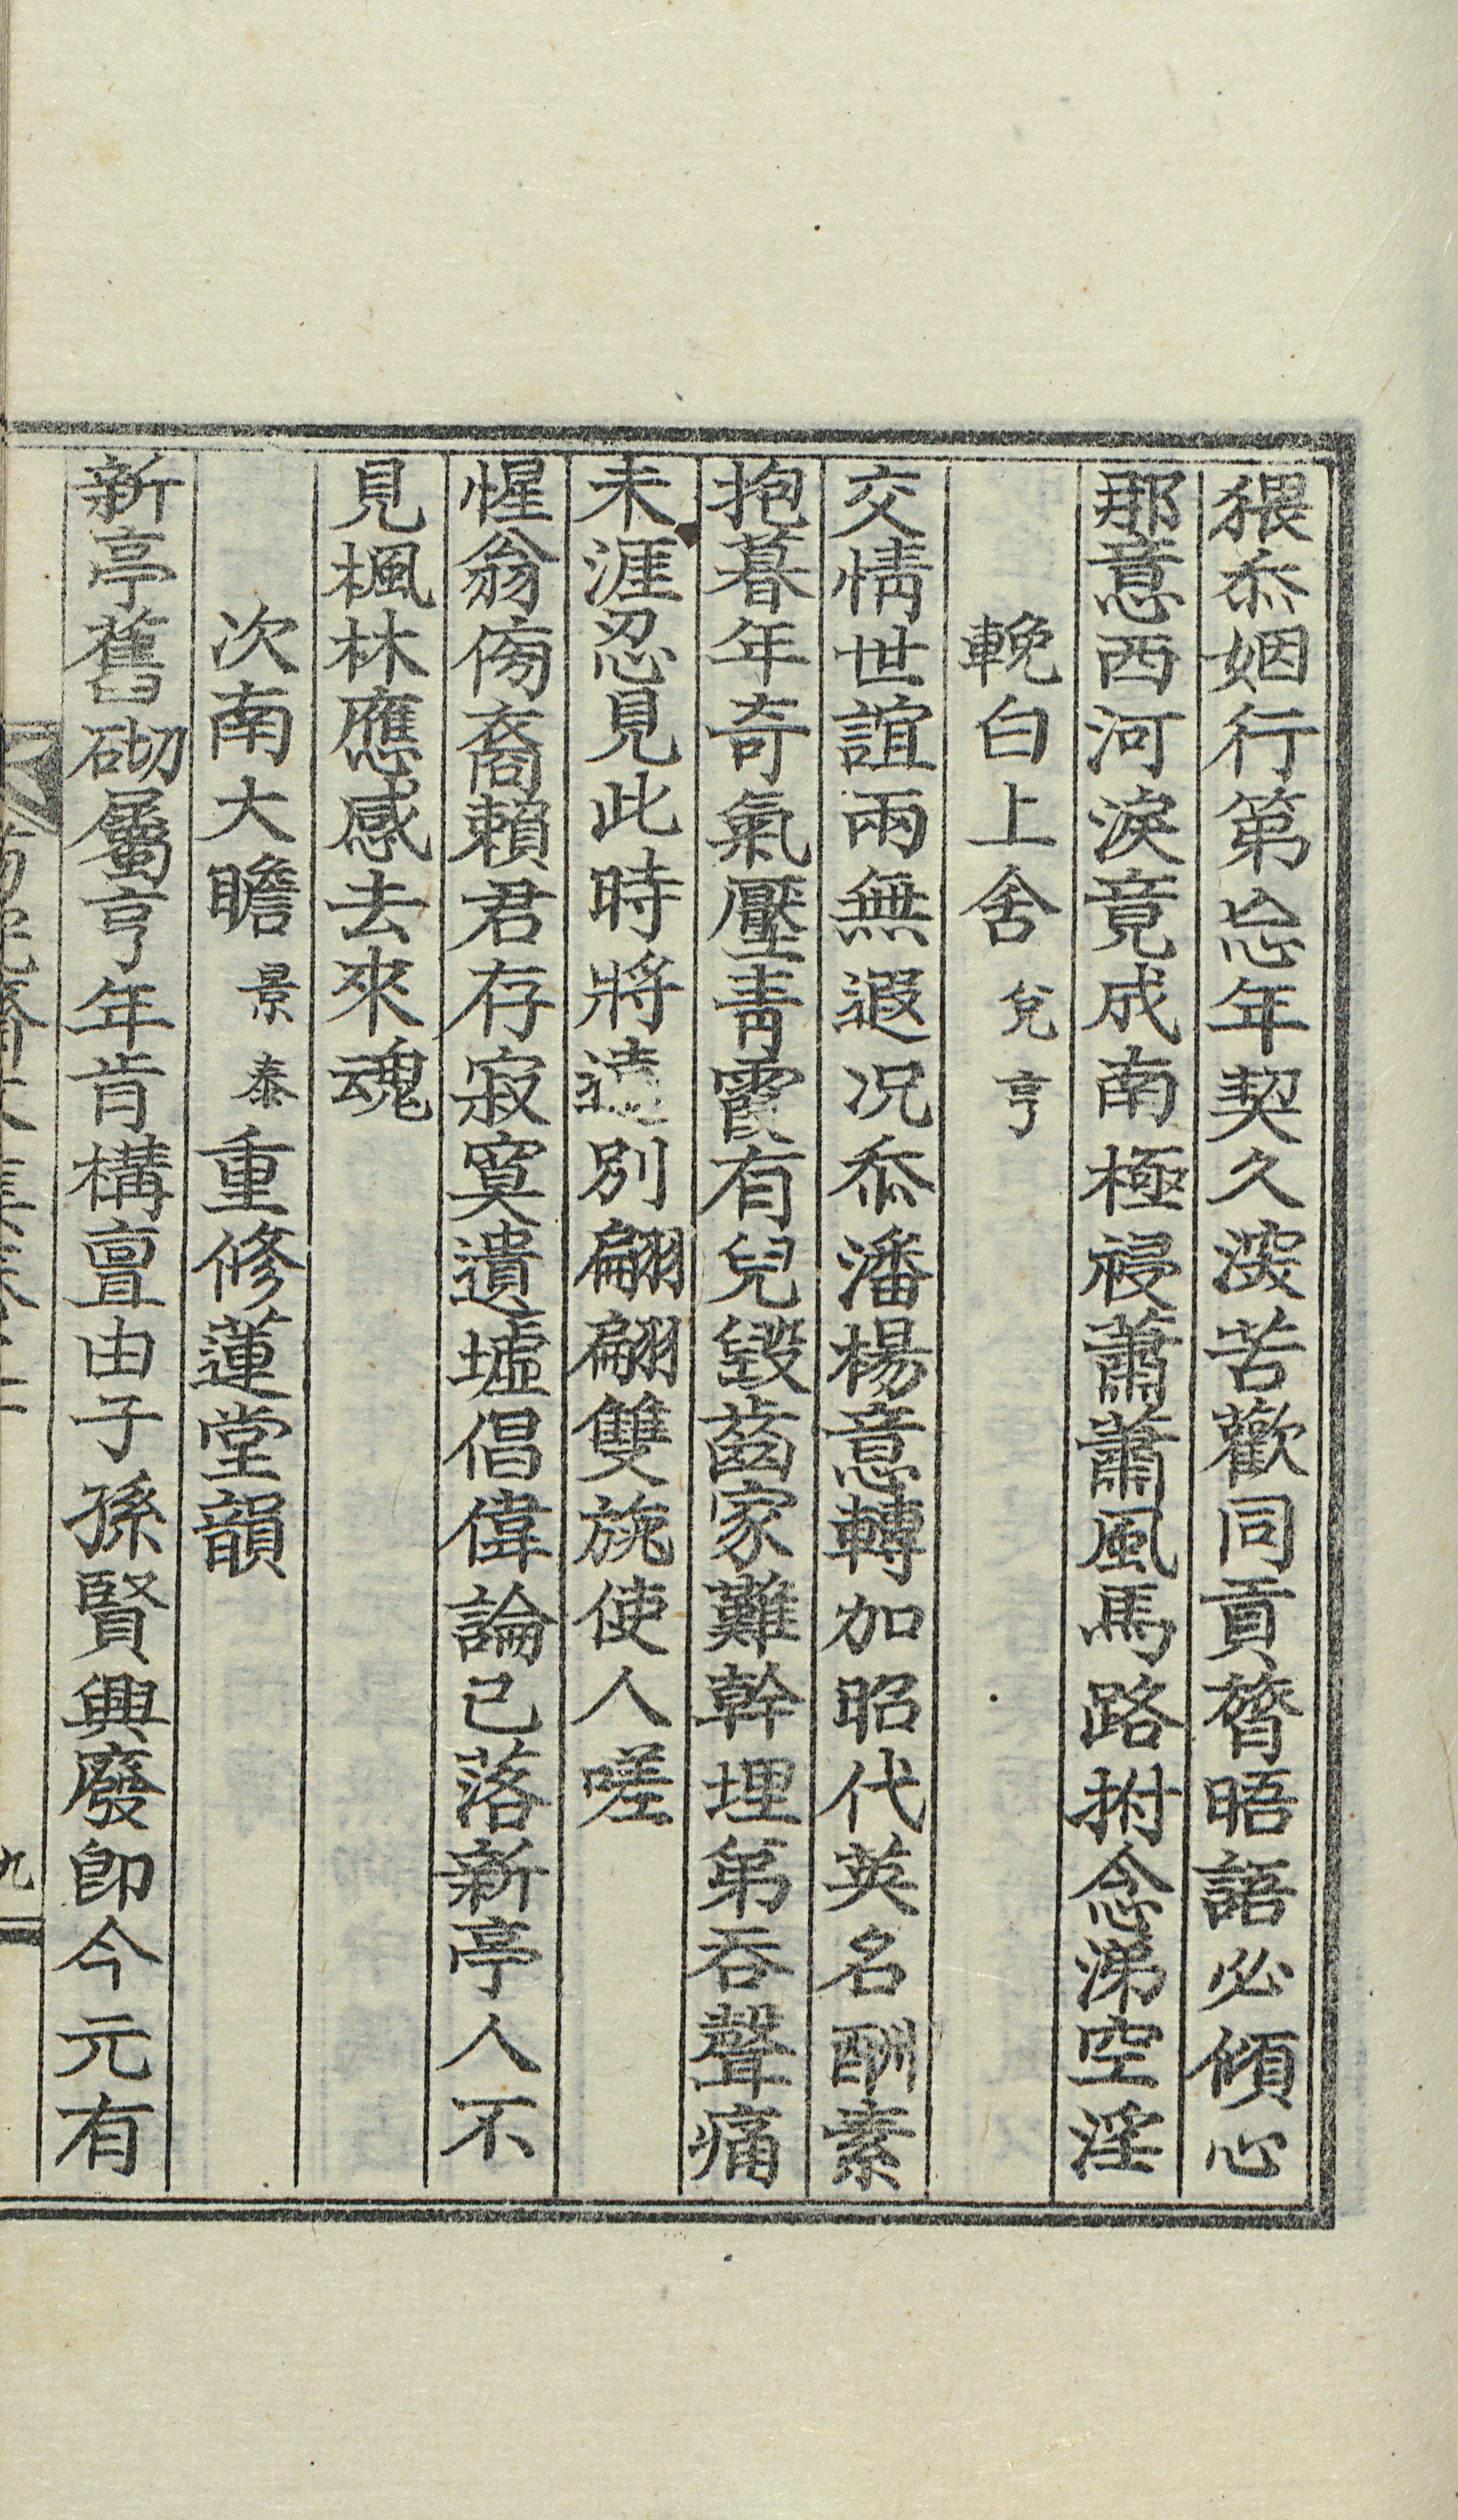 猥忝姻行第忘年契久深苦歡同貢膂晤語必傾心
那意西河淚竟成南極祲蕭蕭風馬路拊念涕空淫
輓白上舍兌亨
交情世誼兩無遐况忝潘楊意轉加昭代英名酬素
抱暮年奇氣壓靑霞有兒毀齒家難幹埋弟吞聲痛
未涯忍見此時將遠別翩翩雙旐使人嗟
惺翁傍裔賴君存寂寞遺墟倡偉論已落新亭人不
見楓林應感去來魂
次南大瞻景泰重修蓮堂韻
新亭舊砌屬亨年肯構亶由子孫賢興廢卽今元有
九